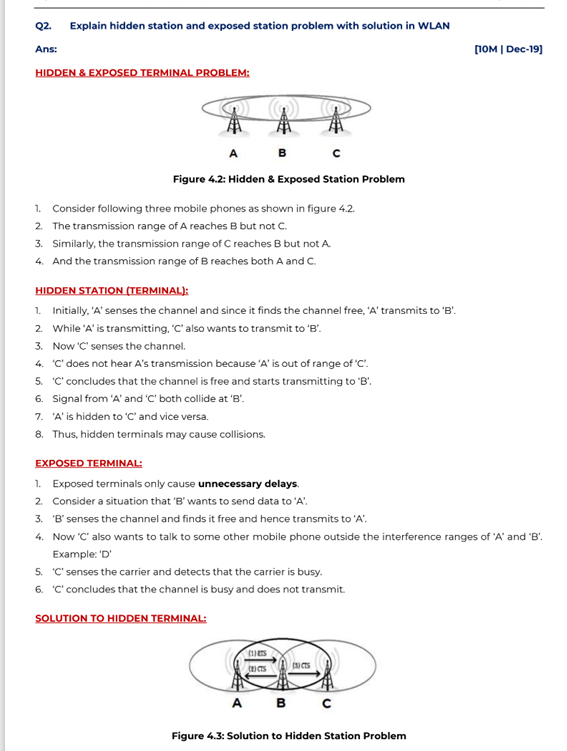 Q2. Explain hidden station and exposed station problem with solution in WLAN
Ans: [10M | Dec-19]
HIDDEN & EXPOSED TERMINAL PROBLEM:
A B C
Figure 4.2: Hidden & Exposed Station Problem
1. Consider following three mobile phones as shown in figure 4.2.
2. The transmission range of A reaches B but not C.
3. Similarly, the transmission range of C reaches B but not A.
4. And the transmission range of B reaches both A and C.
HIDDEN STATION (TERMINAL):
1. Initially, 'A' senses the channel and since it finds the channel free, 'A' transmits to 'B'.
2. While 'A' is transmitting, 'C' also wants to transmit to 'B'.
3. Now 'C' senses the channel.
4. 'C' does not hear A's transmission because 'A' is out of range of 'C'.
5. 'C' concludes that the channel is free and starts transmitting to 'B'.
6. Signal from 'A' and 'C' both collide at 'B'.
7. 'A' is hidden to 'C' and vice versa.
8. Thus, hidden terminals may cause collisions.
EXPOSED TERMINAL:
1. Exposed terminals only cause unnecessary delays.
2. Consider a situation that 'B' wants to send data to 'A'.
3. 'B' senses the channel and finds it free and hence transmits to 'A'.
4. Now 'C' also wants to talk to some other mobile phone outside the interference ranges of 'A' and 'B'.
Example: 'D'
5. 'C' senses the carrier and detects that the carrier is busy.
6. 'C' concludes that the channel is busy and does not transmit.
SOLUTION TO HIDDEN TERMINAL:
(1) RTS
(2) CTS (3) CTS
A B C
Figure 4.3: Solution to Hidden Station Problem